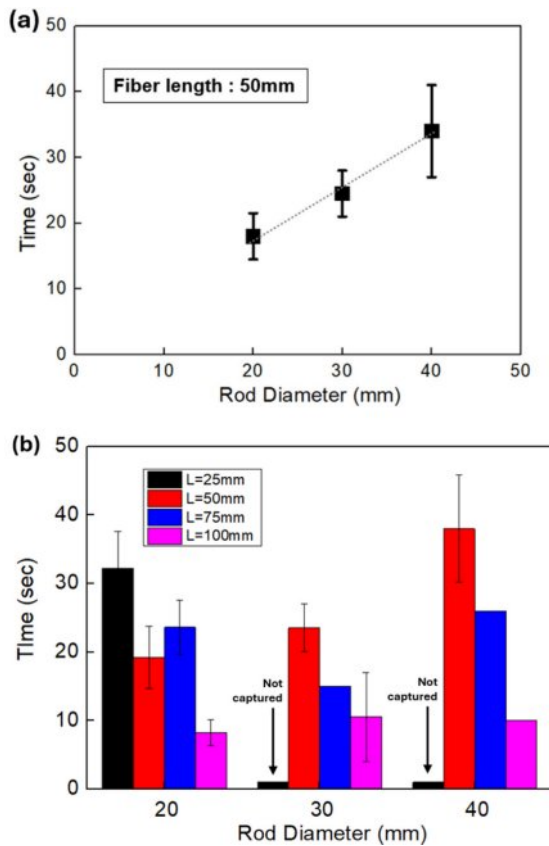 (a)
50
40
30
20
10
0
Time (sec)
Fiber length : 50mm
0 10 20 30 40 50
Rod Diameter (mm)
(b)
50
40
30
20
10
0
TIme (sec)
L=25mm
L=50mm
L=75mm
L=100mm
Not
captured
Not
captured
20 30 40
Rod Diameter (mm)